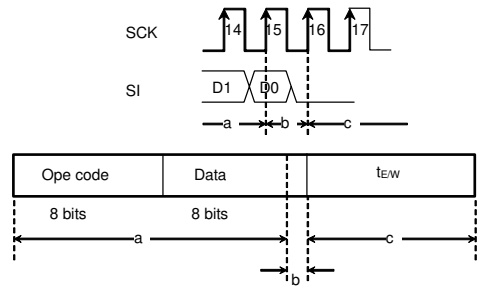 SCK 14 15 16 17
SI D1 D0
a b c
Ope code Data tE/W
8 bits 8 bits
a c
b